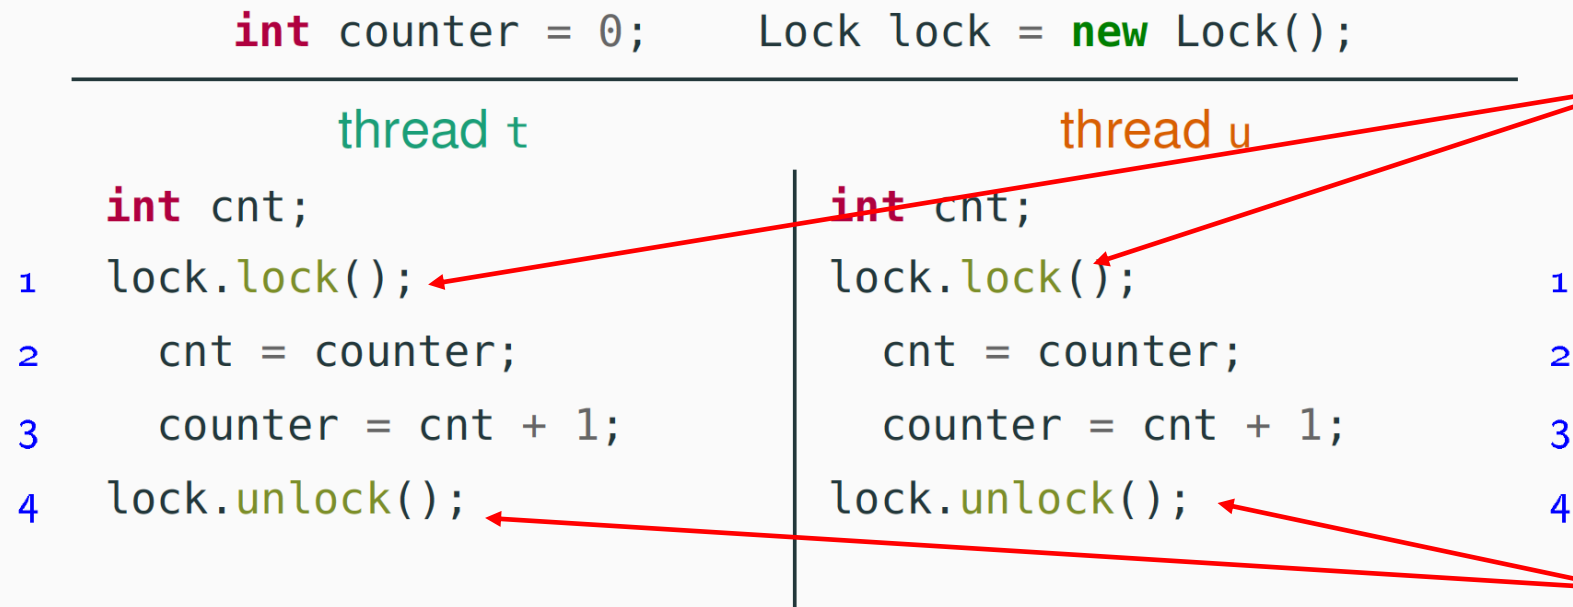 int counter = 0; Lock lock = new Lock();
thread t
int cnt;
1 lock.lock();
2 cnt = counter;
3 counter = cnt + 1;
4 lock.unlock();
thread u
int cnt;
lock.lock(); 1
cnt = counter; 2
counter = cnt + 1; 3
lock.unlock(); 4